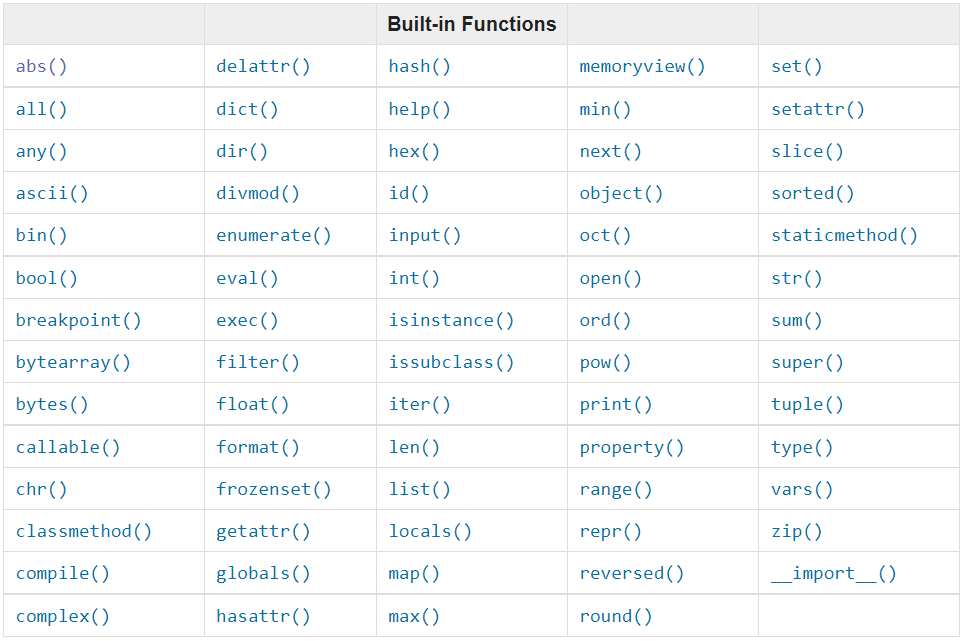 Built-in Functions
abs() delattr() hash() memoryview() set()
all() dict() help() min() setattr()
any() dir() hex() next() slice()
ascii() divmod() id() object() sorted()
bin() enumerate() input() oct() staticmethod()
bool() eval() int() open() str()
breakpoint() exec() isinstance() ord() sum()
bytearray() filter() issubclass() pow() super()
bytes() float() iter() print() tuple()
callable() format() len() property() type()
chr() frozenset() list() range() vars()
classmethod() getattr() locals() repr() zip()
compile() globals() map() reversed() __import__()
complex() hasattr() max() round()